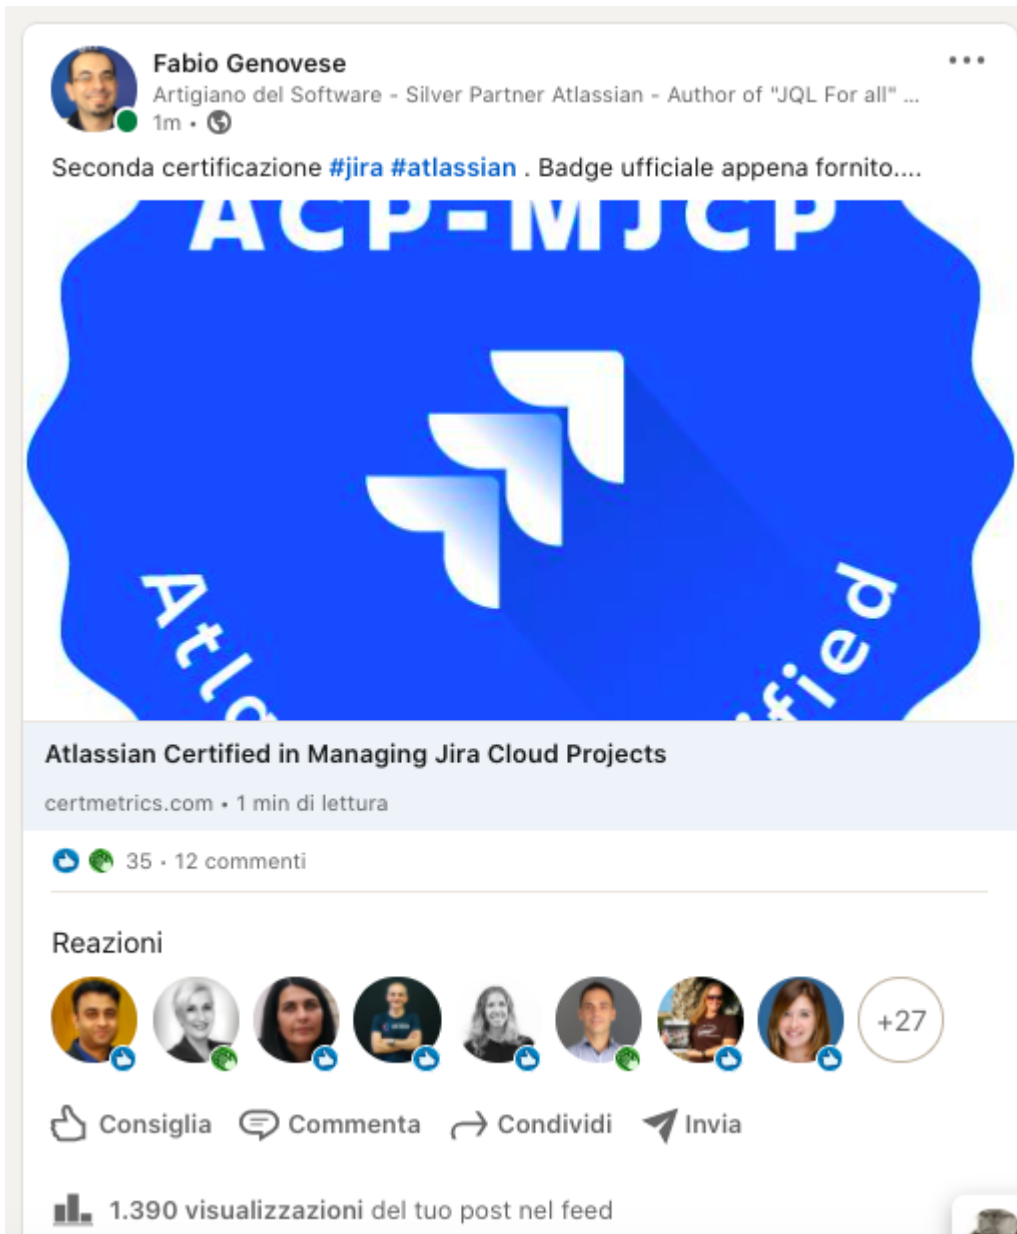 Fabio Genovese
Artigiano del Software - Silver Partner Atlassian - Author of "JQL For all" ...
1m •
Seconda certificazione #jira #atlassian . Badge ufficiale appena fornito....
ACP-MJCP
Atla
ified
Atlassian Certified in Managing Jira Cloud Projects
certmetrics.com • 1 min di lettura
35 • 12 commenti
Reazioni
+27
Consiglia Commenta Condividi Invia
1.390 visualizzazioni del tuo post nel feed